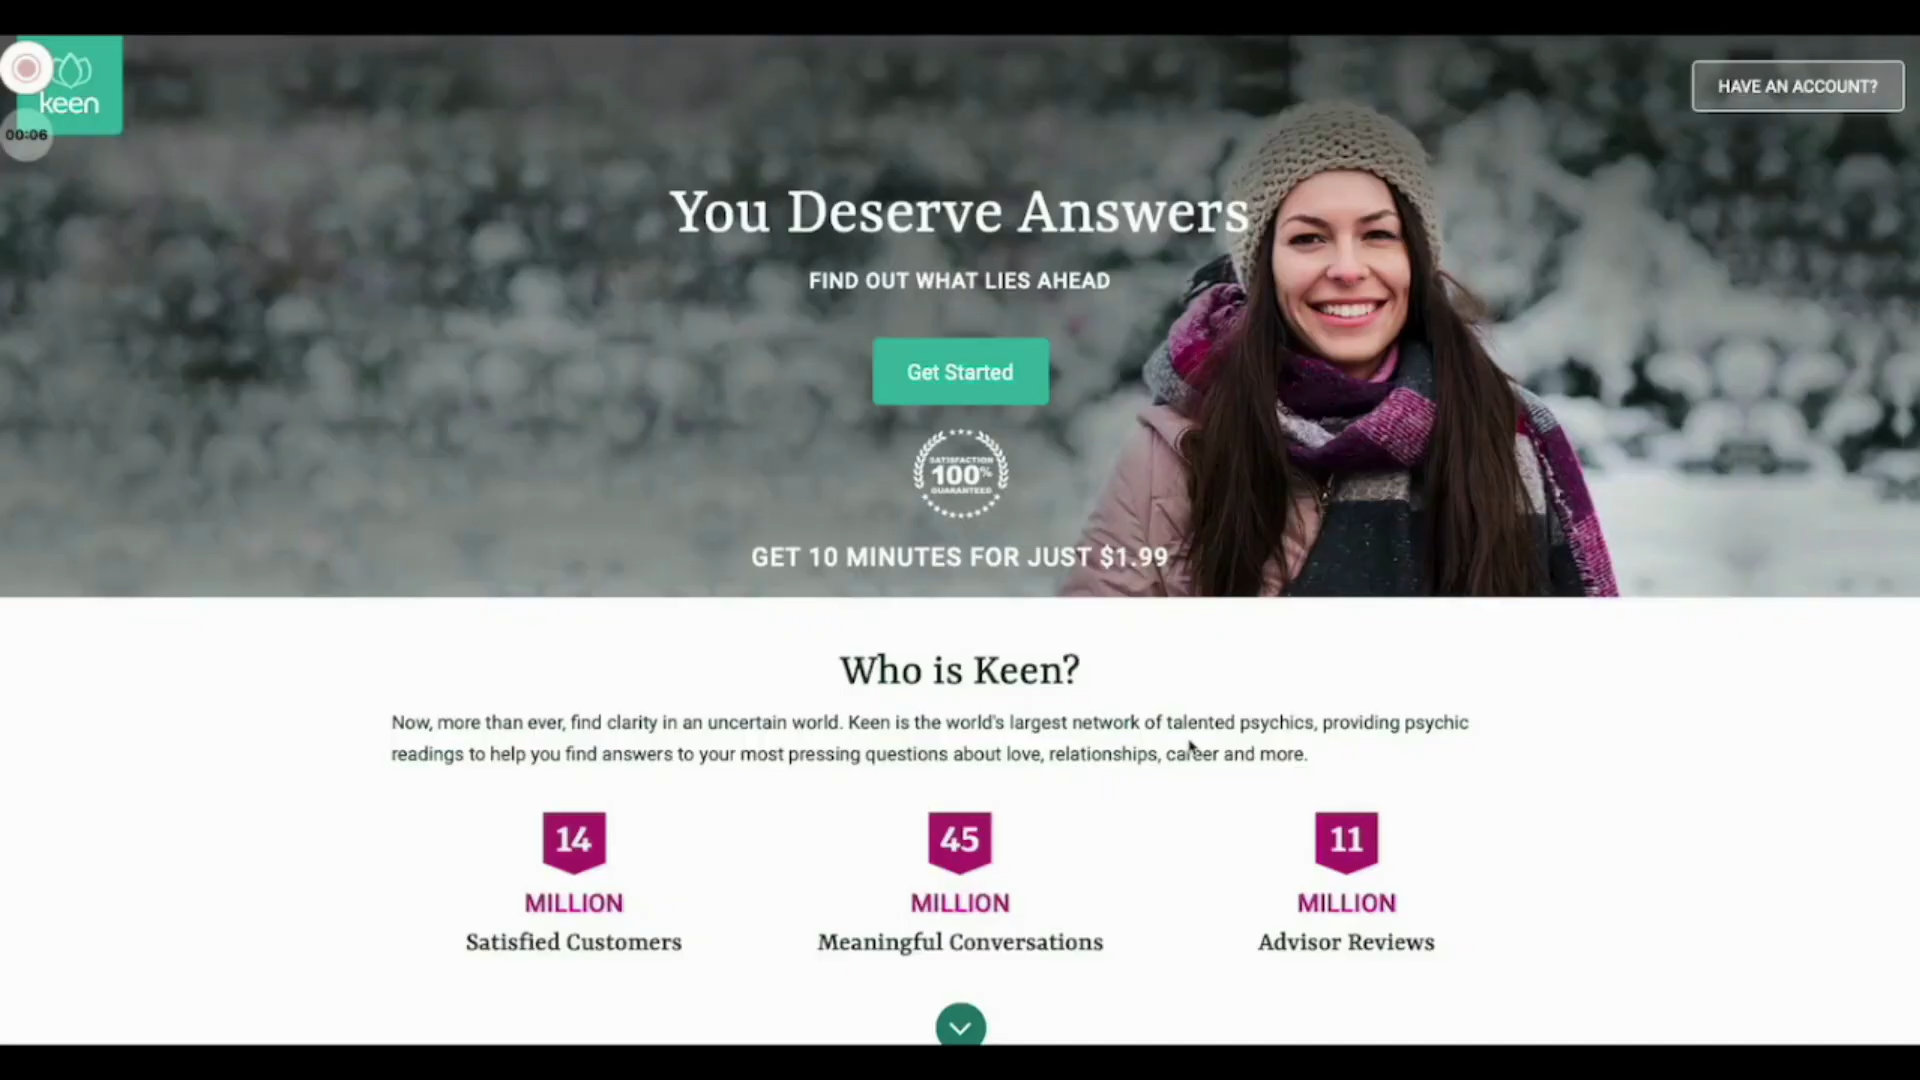 keen
00:06
HAVE AN ACCOUNT?
You Deserve Answers
FIND OUT WHAT LIES AHEAD
Get Started
SATISFACTION
100%
GUARANTEED
GET 10 MINUTES FOR JUST $1.99
Who is Keen?
Now, more than ever, find clarity in an uncertain world. Keen is the world's largest network of talented psychics, providing psychic
readings to help you find answers to your most pressing questions about love, relationships, career and more.
14
MILLION
Satisfied Customers
45
MILLION
Meaningful Conversations
11
MILLION
Advisor Reviews